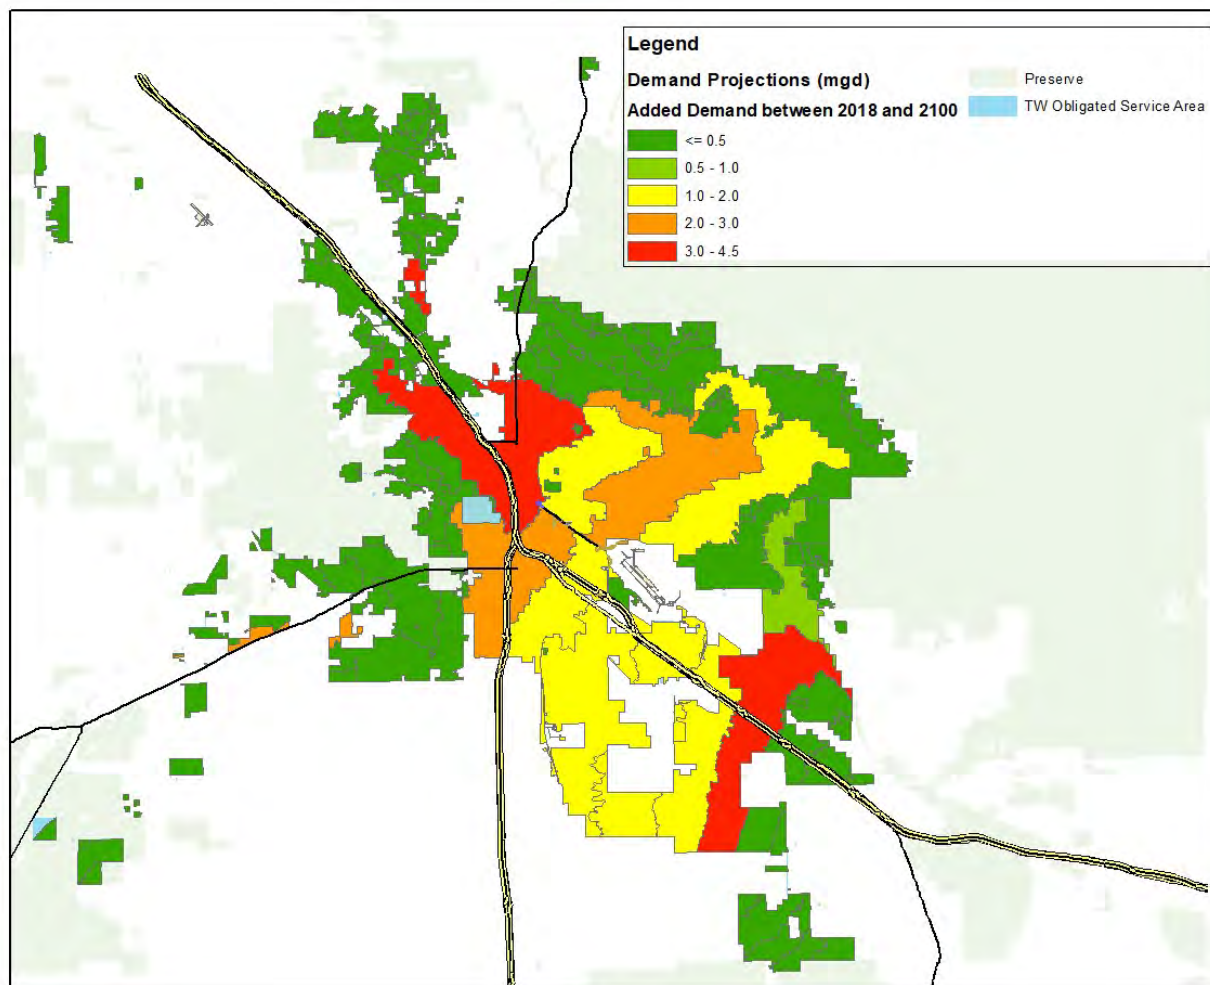 Legend
Demand Projections (mgd)
Added Demand between 2018 and 2100
<= 0.5
0.5 - 1.0
1.0 - 2.0
2.0 - 3.0
3.0 - 4.5
Preserve
TW Obligated Service Area